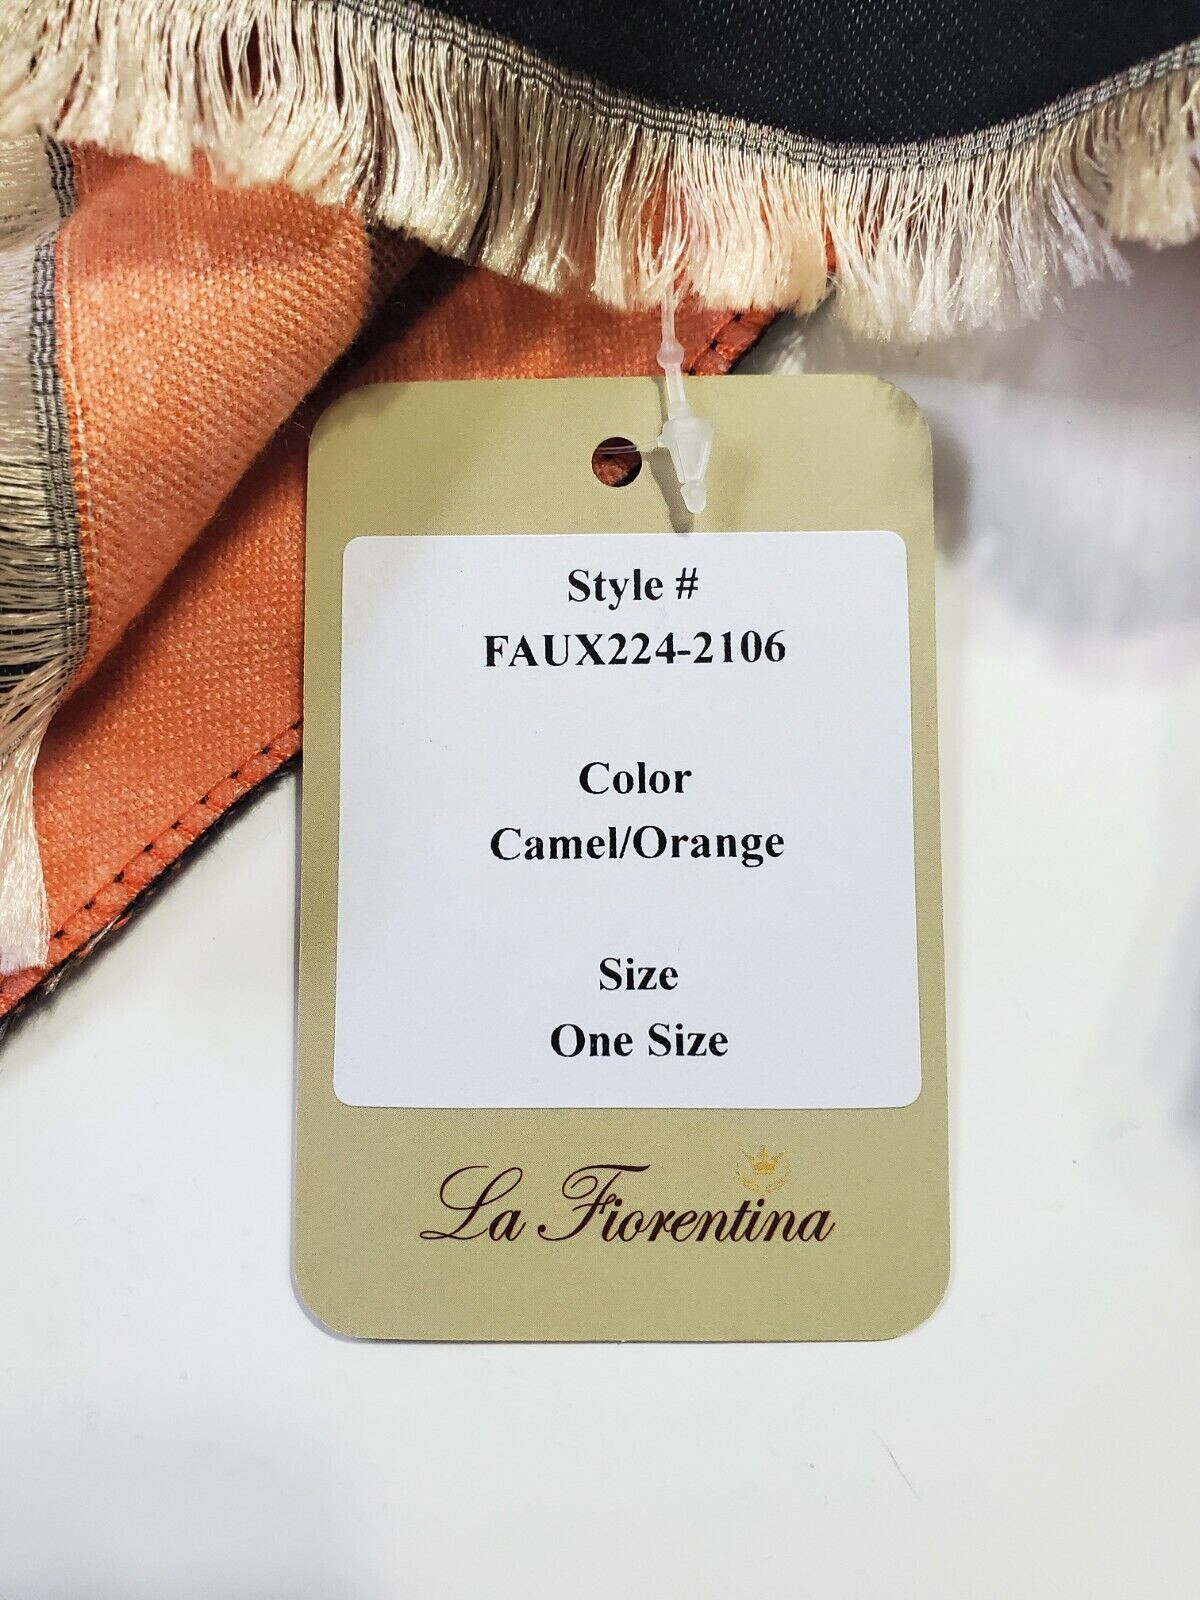 Style #
FAUX224-2106
Color
Camel/Orange
Size
One Size
La Fiorentina